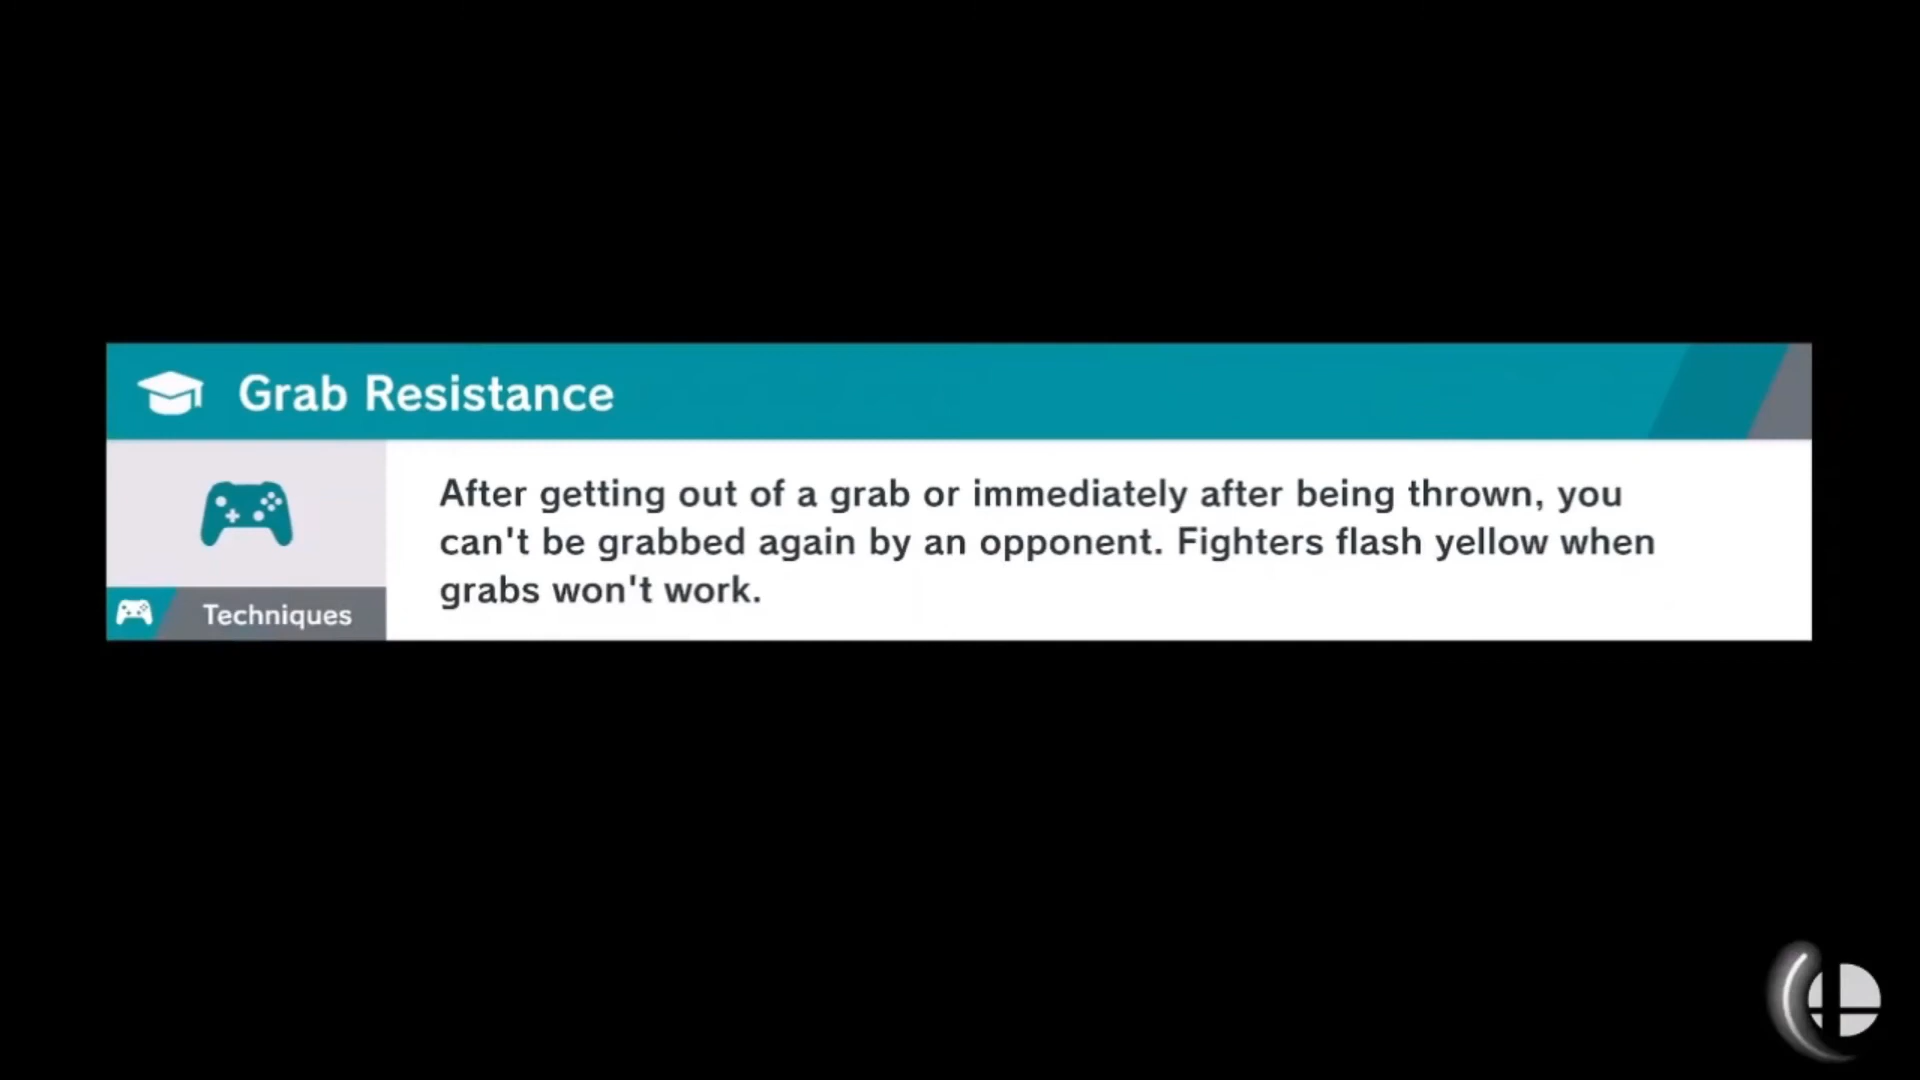 Grab Resistance
After getting out of a grab or immediately after being thrown, you
can't be grabbed again by an opponent. Fighters flash yellow when
grabs won't work.
Techniques